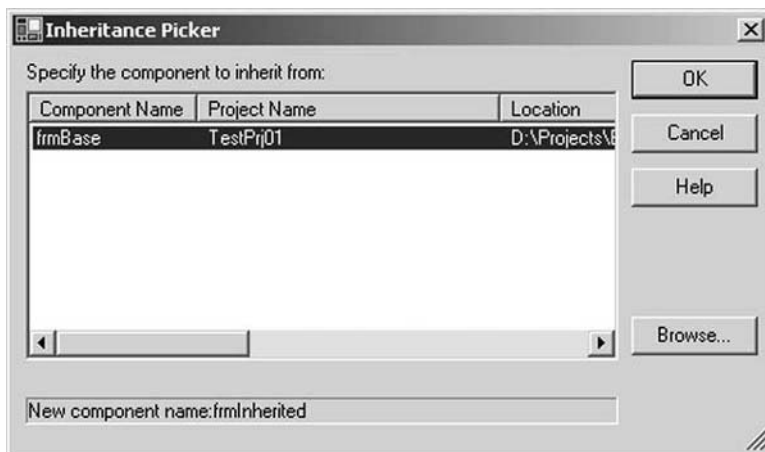 Inheritance Picker
Specify the component to inherit from:
OK
Component Name Project Name Location
frmBase TestPrj01 D:\Projects\
Cancel
Help
Browse...
New component name:frmInherited